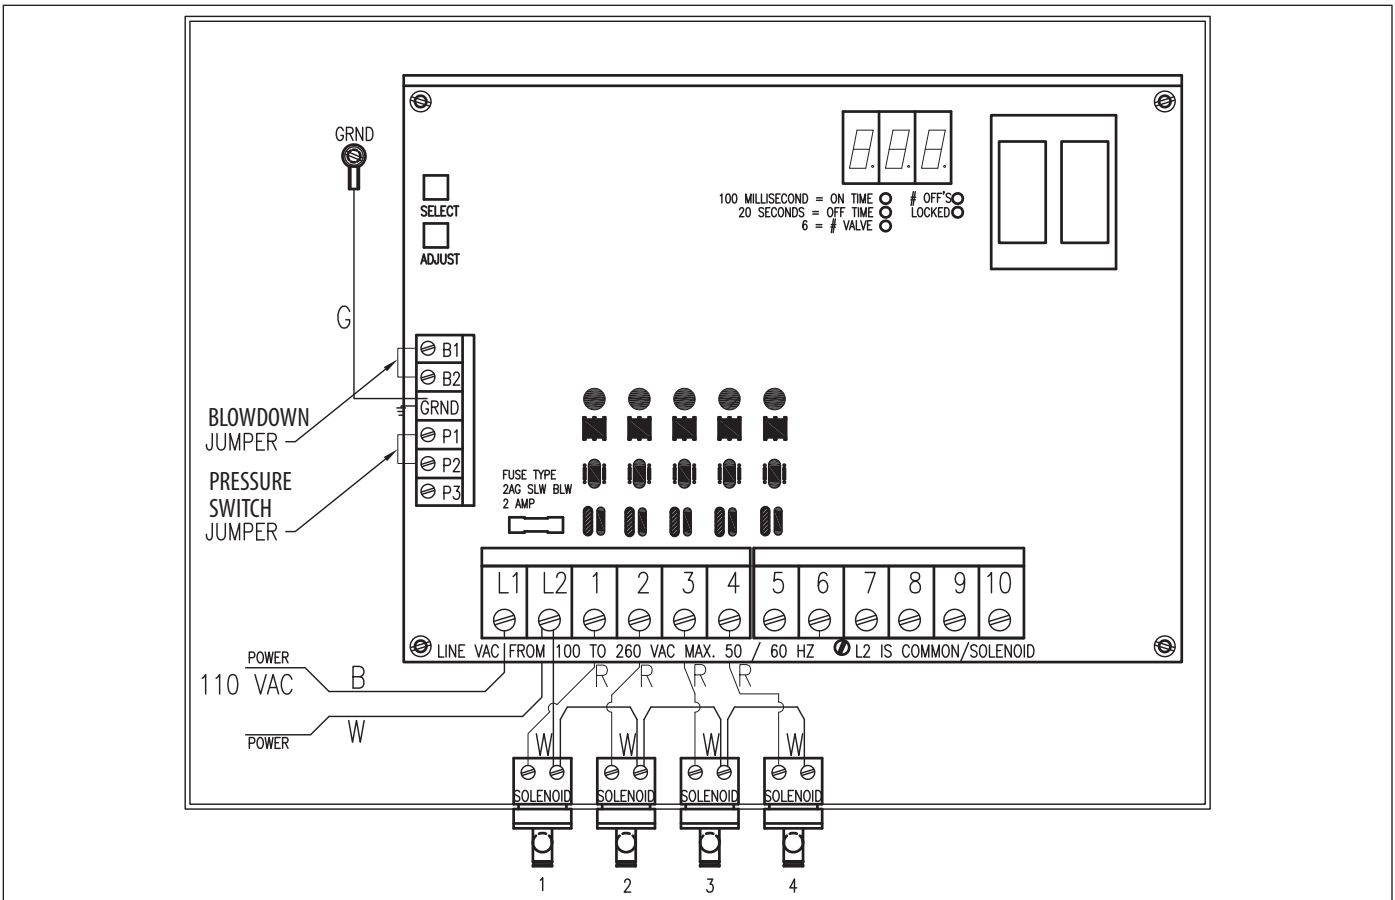 GRND
SELECT
ADJUST
100 MILLISECOND = ON TIME
20 SECONDS = OFF TIME
6 = # VALVE
# OFF'S
LOCKED
G
B1
B2
GRND
P1
P2
P3
BLOWDOWN
JUMPER
PRESSURE
SWITCH
JUMPER
FUSE TYPE
2AG SLW BLW
2 AMP
L1 L2 1 2 3 4 5 6 7 8 9 10
LINE VAC FROM 100 TO 260 VAC MAX. 50 / 60 HZ L2 IS COMMON/SOLENOID
POWER
110 VAC
B
R R R R
W
POWER
W W W W
SOLENOID SOLENOID SOLENOID SOLENOID
1 2 3 4